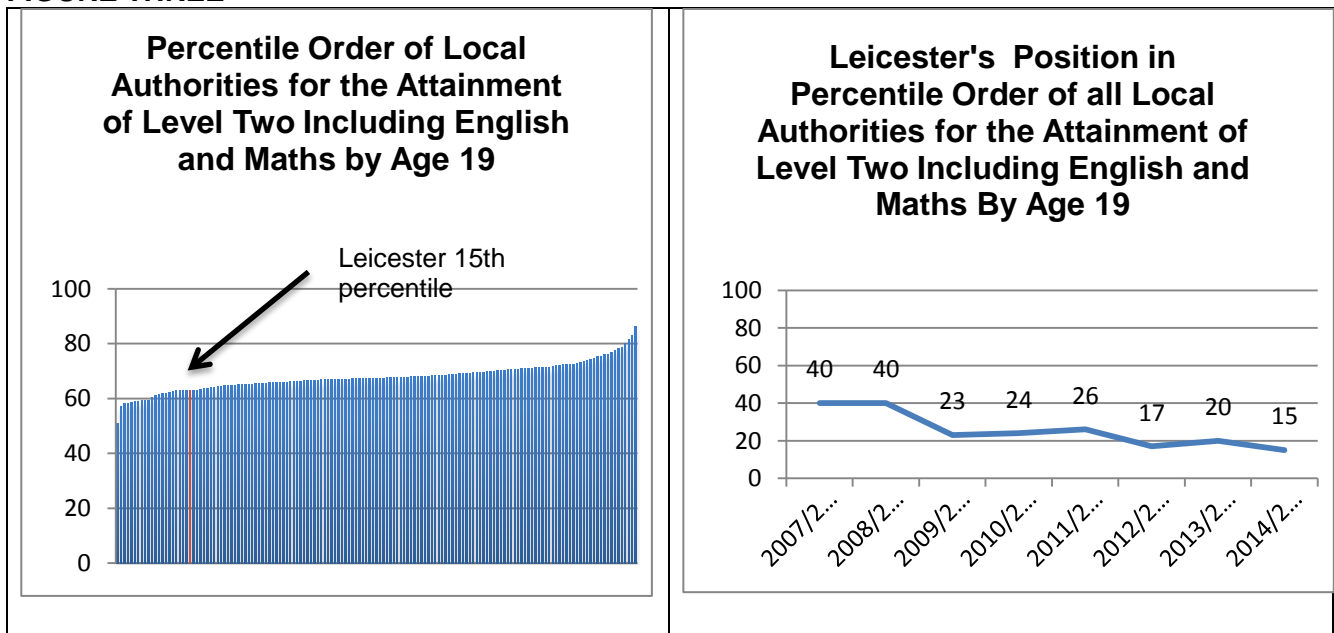 FIGURE THREE
Percentile Order of Local
Authorities for the Attainment
of Level Two Including English
and Maths by Age 19
Leicester 15th
percentile
100
80
60
40
20
0
Leicester's Position in
Percentile Order of all Local
Authorities for the Attainment of
Level Two Including English and
Maths By Age 19
100
80
60
40
20
0
40
40
23
24
26
17
20
15
2007/2...
2008/2...
2009/2...
2010/2...
2011/2...
2012/2...
2013/2...
2014/2...